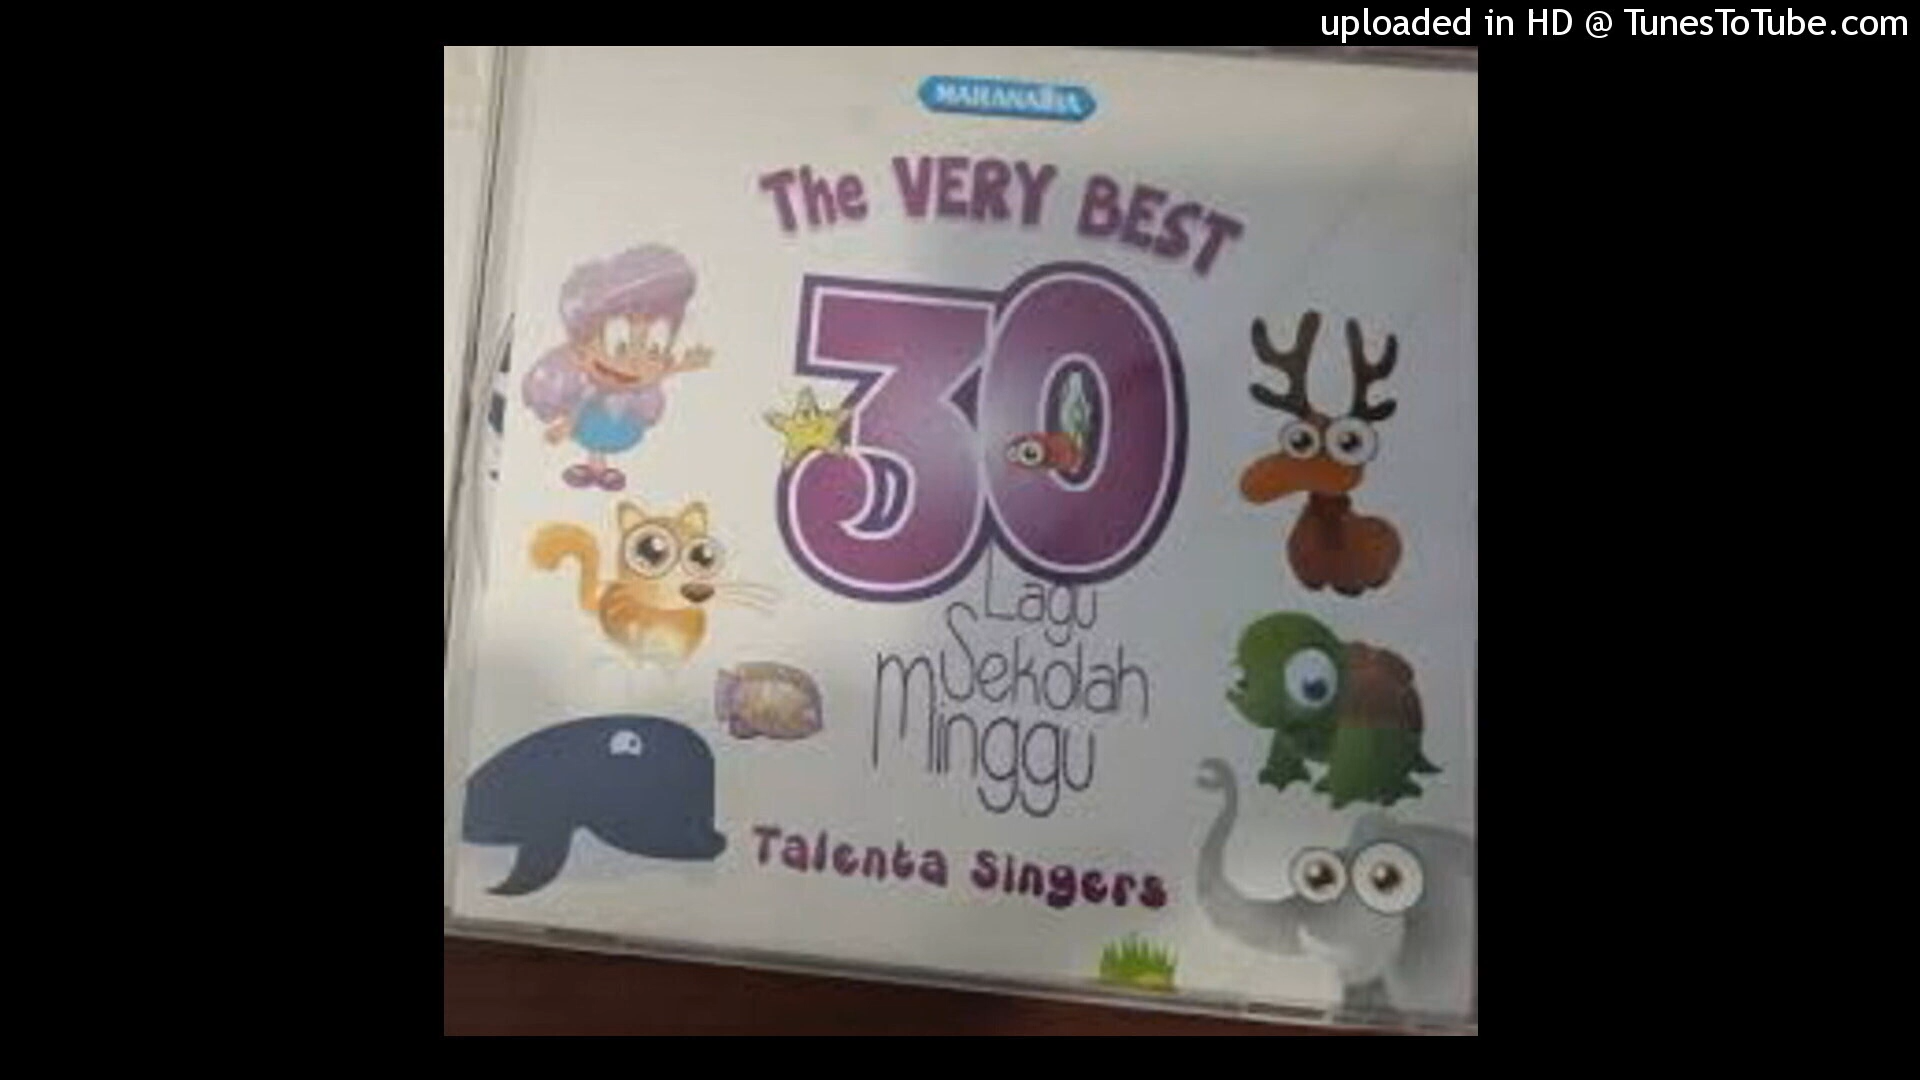 uploaded in HD @ TunesToTube.com
MARANATHA
The VERY BEST
30
Lagu
Sekolah
Minggu
Talenta Singers